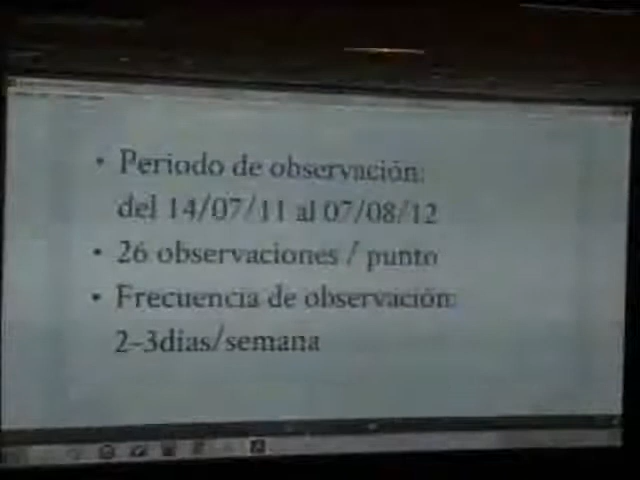 • Periodo de observación:
del 14/07/11 al 07/08/12
• 26 observaciones / punto
• Frecuencia de observación:
2-3dias/semana